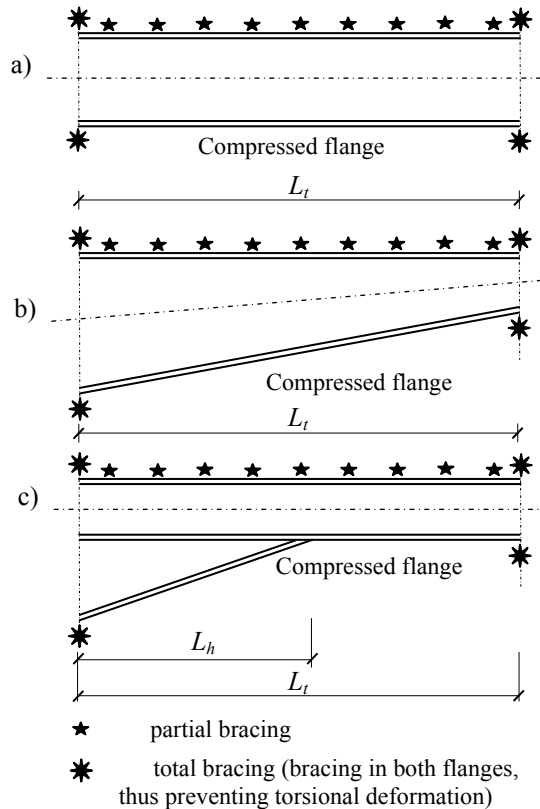 a)
Compressed flange
L_t
b)
Compressed flange
L_t
c)
Compressed flange
L_h
L_t
partial bracing
total bracing (bracing in both flanges,
thus preventing torsional deformation)